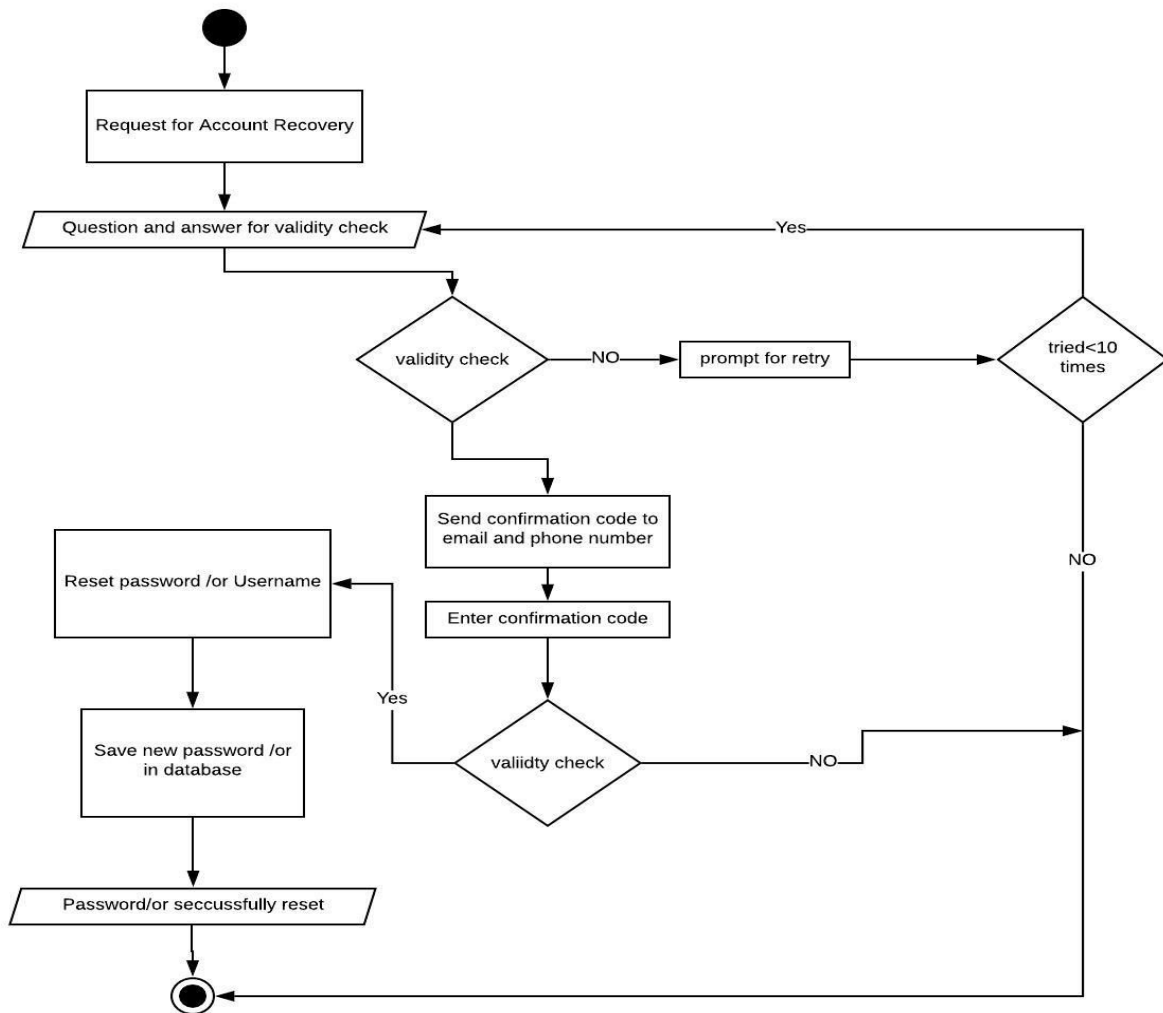 Request for Account Recovery
Question and answer for validity check
Yes
validity check
NO
prompt for retry
tried<10
times
Send confirmation code to
email and phone number
NO
Reset password /or Username
Enter confirmation code
Yes
Save new password /or
in database
valiidty check
NO
Password/or seccussfully reset